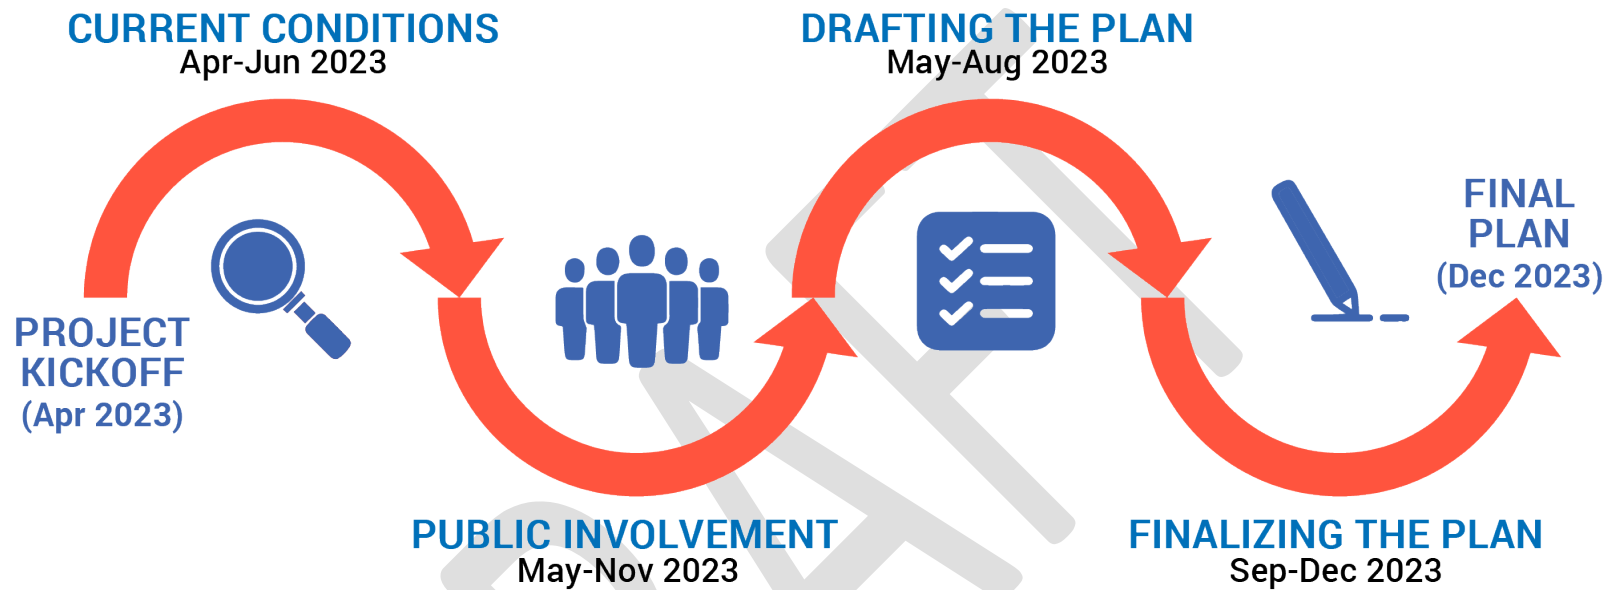 CURRENT CONDITIONS
Apr-Jun 2023
DRAFTING THE PLAN
May-Aug 2023
PROJECT
KICKOFF
(Apr 2023)
FINAL
PLAN
(Dec 2023)
PUBLIC INVOLVEMENT
May-Nov 2023
FINALIZING THE PLAN
Sep-Dec 2023
DRAFT